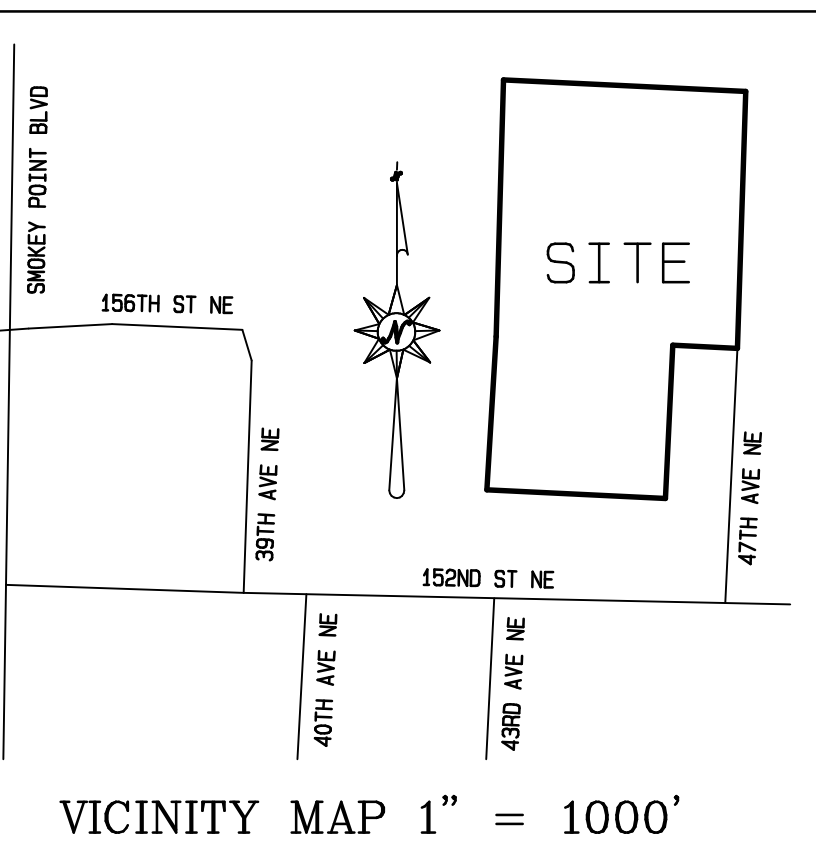 SMOKEY POINT BLVD
SITE
156TH ST NE
N
39TH AVE NE
47TH AVE NE
152ND ST NE
40TH AVE NE
43RD AVE NE
VICINITY MAP 1" = 1000'